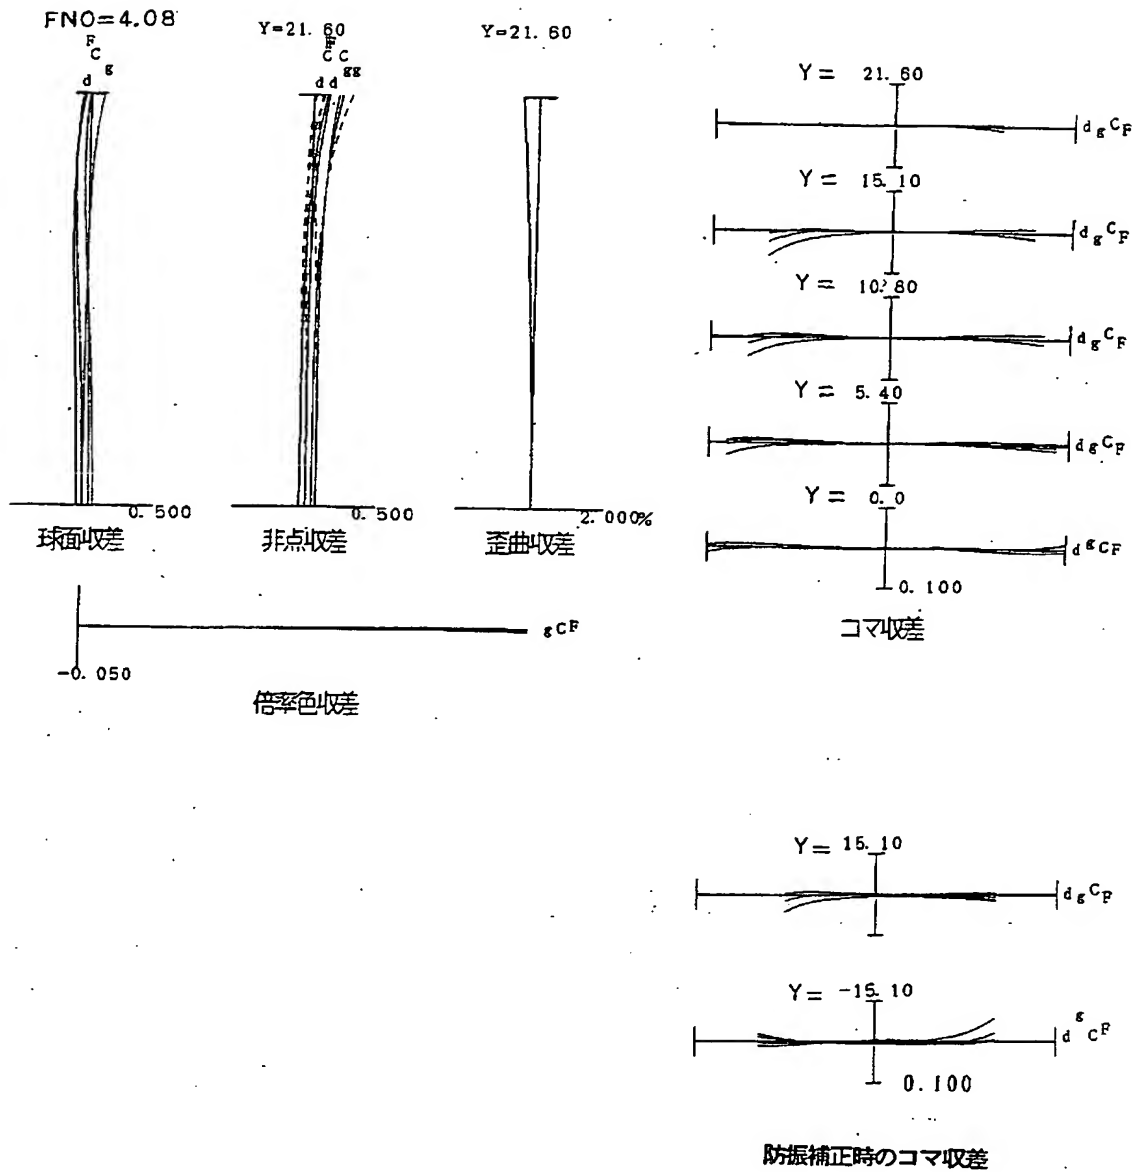 FNO=4.08
F
C
g
d
Y=21.60
F
C C
gg
d d
Y=21.60
0.500
球面収差
0.500
非点収差
2.000%
歪曲収差
g C F
-0.050
倍率色収差
Y= 21.60
d g C F
Y= 15.10
d g C F
Y= 10.80
d g C F
Y= 5.40
d g C F
Y= 0.0
d g C F
0.100
コマ収差
Y= 15.10
d g C F
Y= -15.10
d g C F
0.100
防振補正時のコマ収差